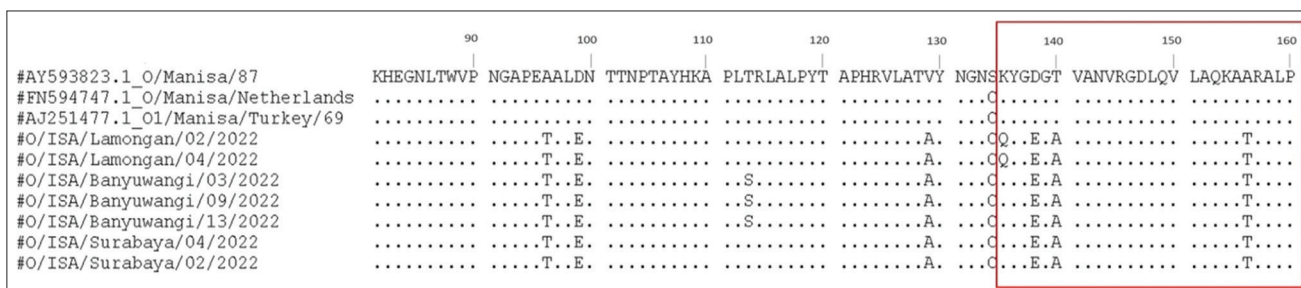 90 100 110 120 130 140 150 160
#AY593823.1_O/Manisa/87 KHEGNLTWVP NGAPEAALDN TTNPTAYHKA PLTRLALPYT APHRVLATVY NGNSKYGDGT VANVRGDLQV LAQKAARALP
#FN594747.1_O/Manisa/Netherlands .......... .......... .......... .......... .......... ...C...... .......... ..........
#AJ251477.1_O1/Manisa/Turkey/69 .......... .......... .......... .......... .......... ...C...... .......... ..........
#O/ISA/Lamongan/02/2022 .......... .....T..E. .......... .......... ........A. ...CQ..E.A .......... .....T....
#O/ISA/Lamongan/04/2022 .......... .....T..E. .......... .......... ........A. ...CQ..E.A .......... .....T....
#O/ISA/Banyuwangi/03/2022 .......... .....T..E. .......... ..S....... ........A. ...C...E.A .......... .....T....
#O/ISA/Banyuwangi/09/2022 .......... .....T..E. .......... ..S....... ........A. ...C...E.A .......... .....T....
#O/ISA/Banyuwangi/13/2022 .......... .....T..E. .......... ..S....... ........A. ...C...E.A .......... .....T....
#O/ISA/Surabaya/04/2022 .......... .....T..E. .......... .......... ........A. ...C...E.A .......... .....T....
#O/ISA/Surabaya/02/2022 .......... .....T..E. .......... .......... ........A. ...C...E.A .......... .....T....